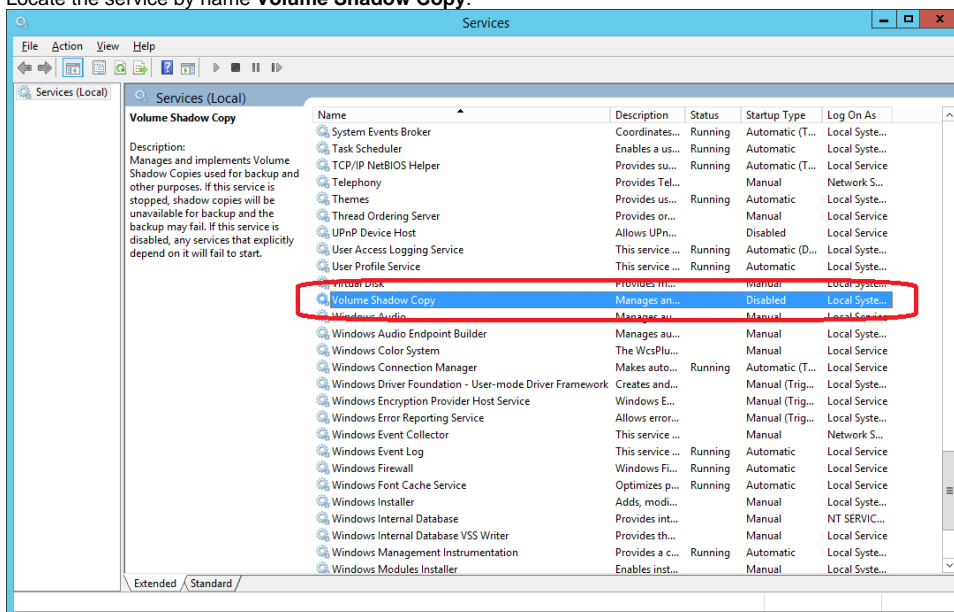 Locate the service by name Volume Shadow Copy.
Services
File Action View Help
Services (Local)
Services (Local)
Volume Shadow Copy
Description:
Manages and implements Volume
Shadow Copies used for backup and
other purposes. If this service is
stopped, shadow copies will be
unavailable for backup and the
backup may fail. If this service is
disabled, any services that explicitly
depend on it will fail to start.
Name Description Status Startup Type Log On As
System Events Broker Coordinates... Running Automatic (T... Local Syste...
Task Scheduler Enables a us... Running Automatic Local Syste...
TCP/IP NetBIOS Helper Provides su... Running Automatic (T... Local Service
Telephony Provides Tel... Manual Network S...
Themes Provides us... Running Automatic Local Syste...
Thread Ordering Server Provides or... Manual Local Service
UPnP Device Host Allows UPn... Disabled Local Service
User Access Logging Service This service ... Running Automatic (D... Local Syste...
User Profile Service This service ... Running Automatic Local Syste...
Virtual Disk Provides m... Manual Local Syste...
Volume Shadow Copy Manages an... Disabled Local Syste...
Windows Audio Manages au... Manual Local Service
Windows Audio Endpoint Builder Manages au... Manual Local Syste...
Windows Color System The WcsPlu... Manual Local Service
Windows Connection Manager Makes auto... Running Automatic (T... Local Service
Windows Driver Foundation - User-mode Driver Framework Creates and... Manual (Trig... Local Syste...
Windows Encryption Provider Host Service Windows E... Manual (Trig... Local Service
Windows Error Reporting Service Allows error... Manual (Trig... Local Syste...
Windows Event Collector This service ... Manual Network S...
Windows Event Log This service ... Running Automatic Local Service
Windows Firewall Windows Fi... Running Automatic Local Service
Windows Font Cache Service Optimizes p... Running Automatic Local Service
Windows Installer Adds, modi... Manual Local Syste...
Windows Internal Database Provides int... Manual NT SERVIC...
Windows Internal Database VSS Writer Provides th... Manual Local Service
Windows Management Instrumentation Provides a c... Running Automatic Local Syste...
Windows Modules Installer Enables inst... Manual Local Syste...
Extended Standard